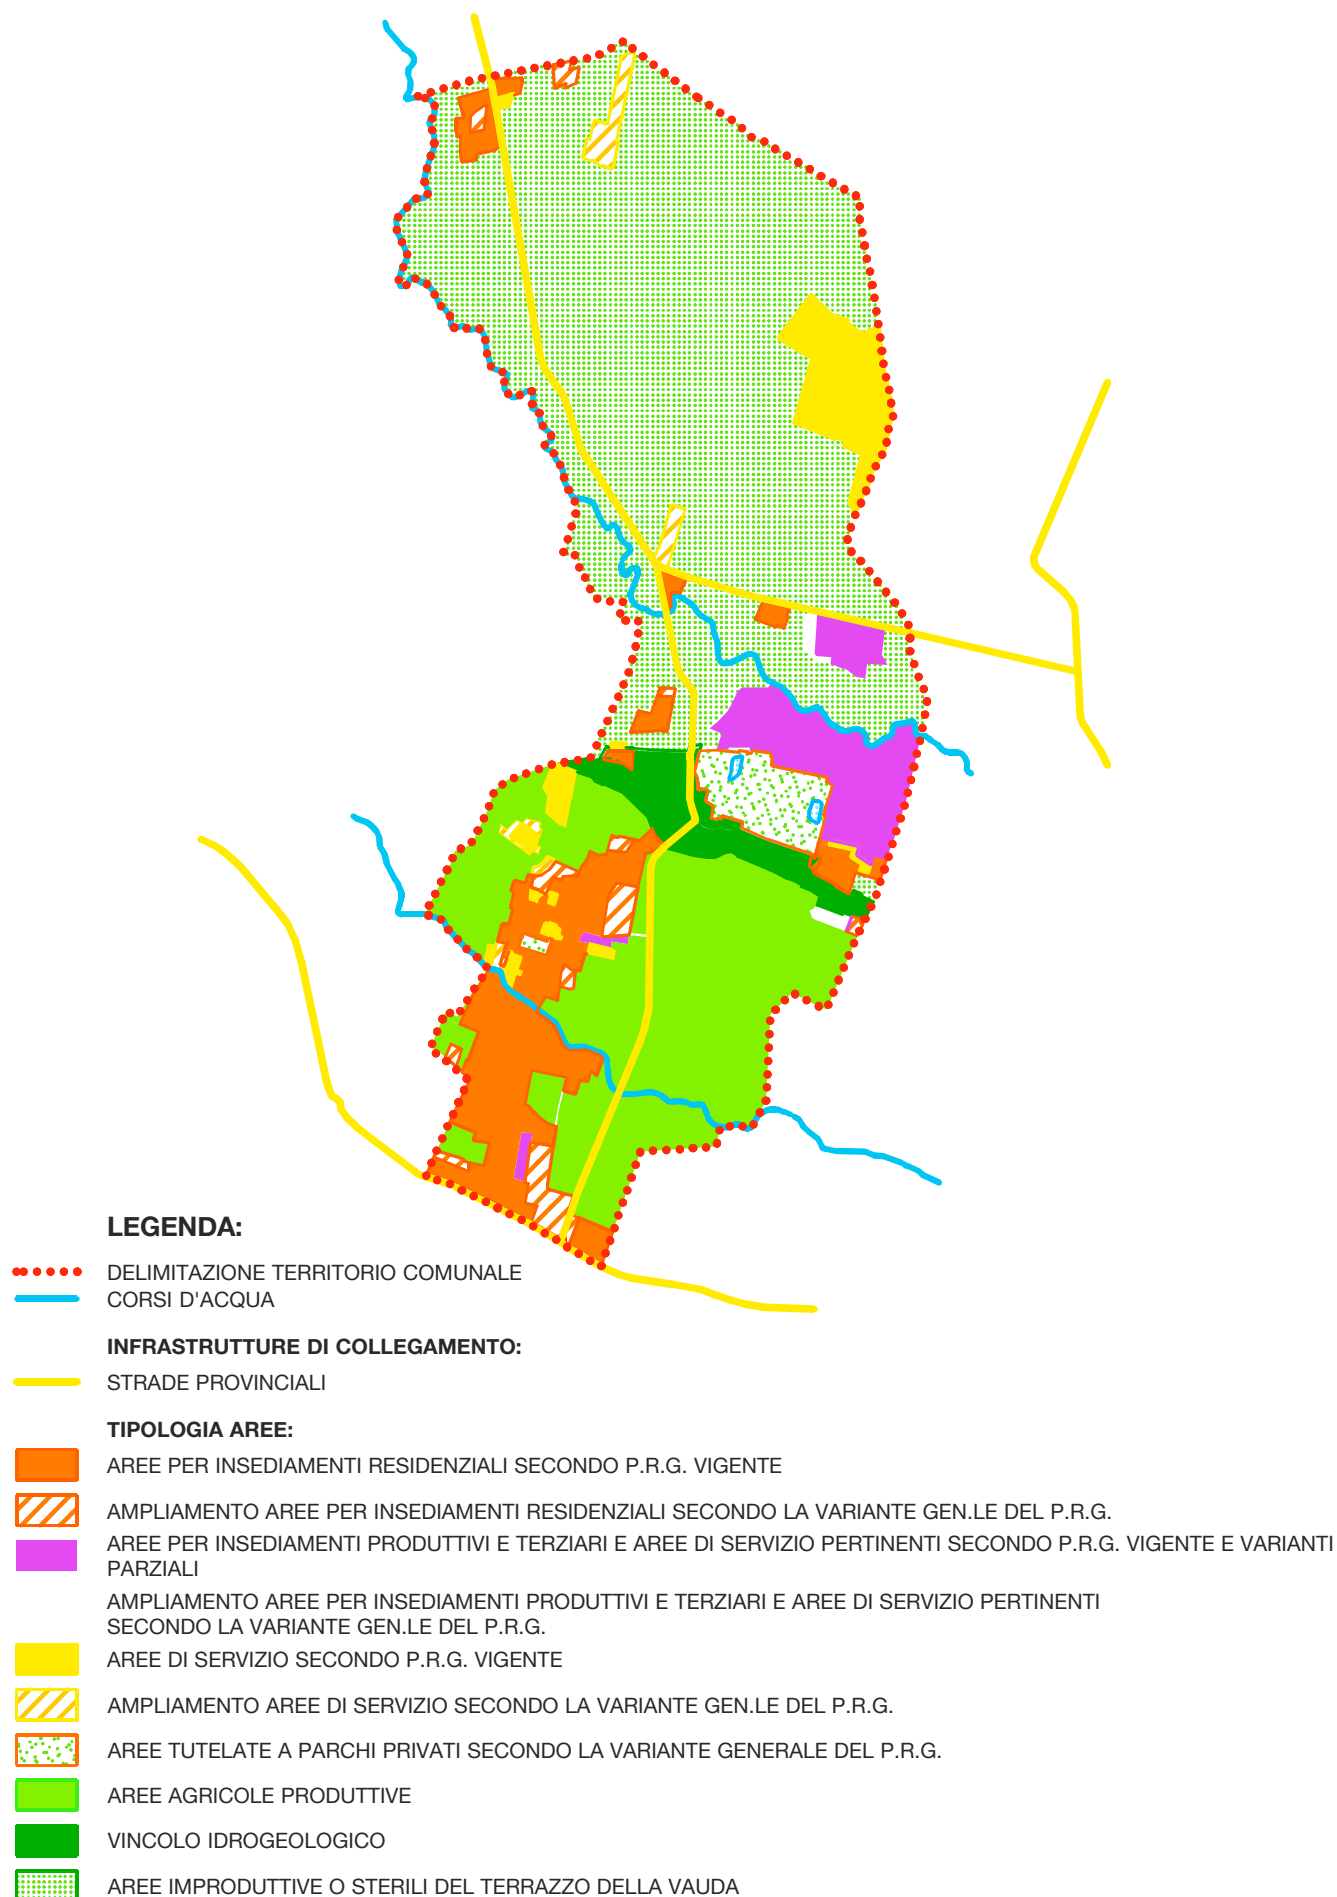 LEGENDA:
DELIMITAZIONE TERRITORIO COMUNALE
CORSI D'ACQUA
INFRASTRUTTURE DI COLLEGAMENTO:
STRADE PROVINCIALI
TIPOLOGIA AREE:
AREE PER INSEDIAMENTI RESIDENZIALI SECONDO P.R.G. VIGENTE
AMPLIAMENTO AREE PER INSEDIAMENTI RESIDENZIALI SECONDO LA VARIANTE GEN.LE DEL P.R.G.
AREE PER INSEDIAMENTI PRODUTTIVI E TERZIARI E AREE DI SERVIZIO PERTINENTI SECONDO P.R.G. VIGENTE E VARIANTI
PARZIALI
AMPLIAMENTO AREE PER INSEDIAMENTI PRODUTTIVI E TERZIARI E AREE DI SERVIZIO PERTINENTI
SECONDO LA VARIANTE GEN.LE DEL P.R.G.
AREE DI SERVIZIO SECONDO P.R.G. VIGENTE
AMPLIAMENTO AREE DI SERVIZIO SECONDO LA VARIANTE GEN.LE DEL P.R.G.
AREE TUTELATE A PARCHI PRIVATI SECONDO LA VARIANTE GENERALE DEL P.R.G.
AREE AGRICOLE PRODUTTIVE
VINCOLO IDROGEOLOGICO
AREE IMPRODUTTIVE O STERILI DEL TERRAZZO DELLA VAUDA